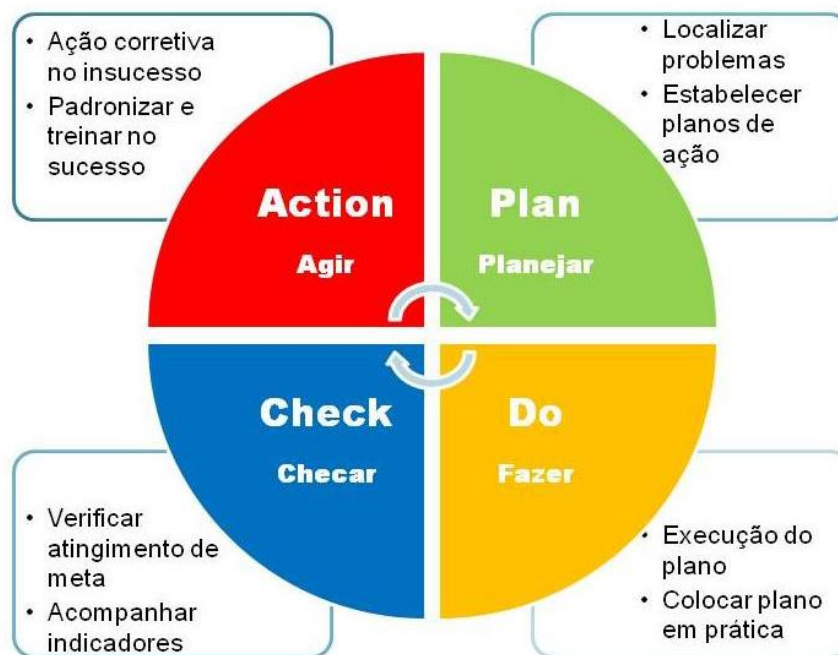 • Ação corretiva
no insucesso
• Padronizar e
treinar no
sucesso
• Localizar
problemas
• Estabelecer
planos de
ação
Action
Agir
Plan
Planejar
Check
Checar
Do
Fazer
• Verificar
atingimento de
meta
• Acompanhar
indicadores
• Execução do
plano
• Colocar plano
em prática